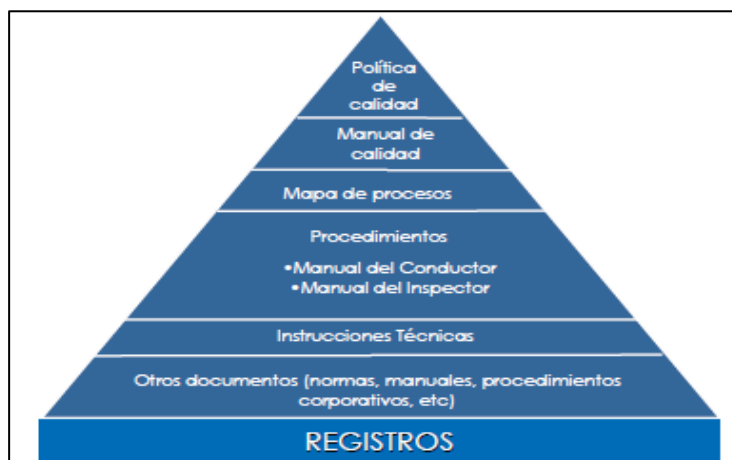 Política
de
calidad
Manual de
calidad
Mapa de procesos
Procedimientos
•Manual del Conductor
•Manual del Inspector
Instrucciones Técnicas
Otros documentos (normas, manuales, procedimientos
corporativos, etc)
REGISTROS